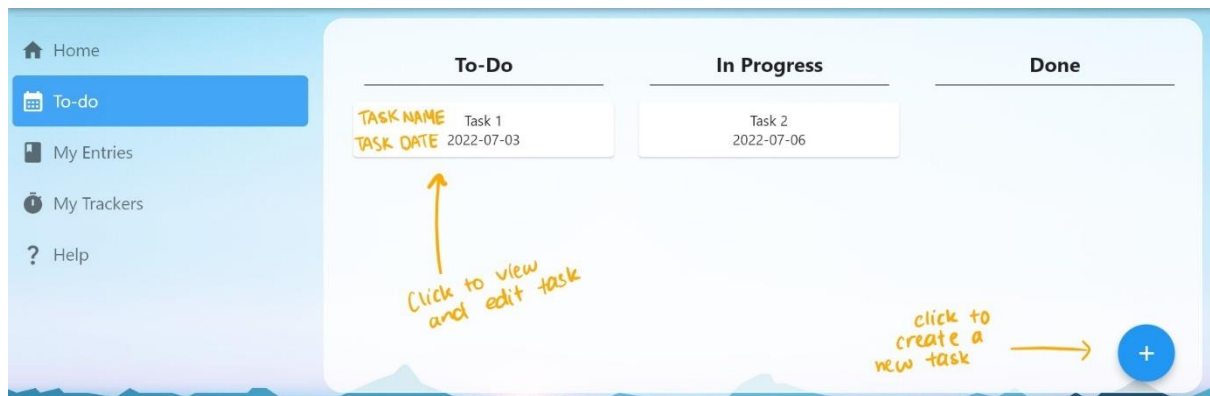 Home
To-do
My Entries
My Trackers
? Help
To-Do
In Progress
Done
TASK NAME Task 1
TASK DATE 2022-07-03
Task 2
2022-07-06
Click to view
and edit task
click to
create a
new task
+